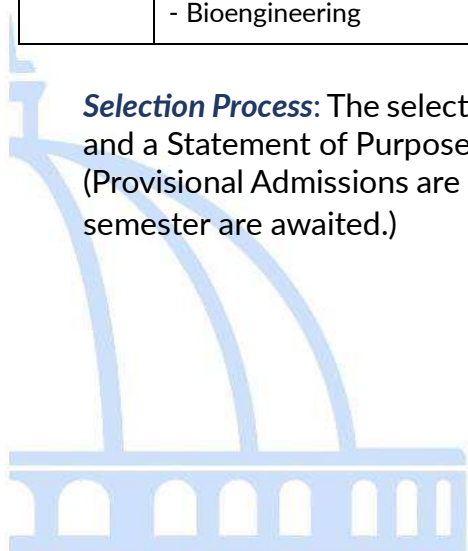 - Bioengineering
Selection Process: The select
and a Statement of Purpose
(Provisional Admissions are
semester are awaited.)